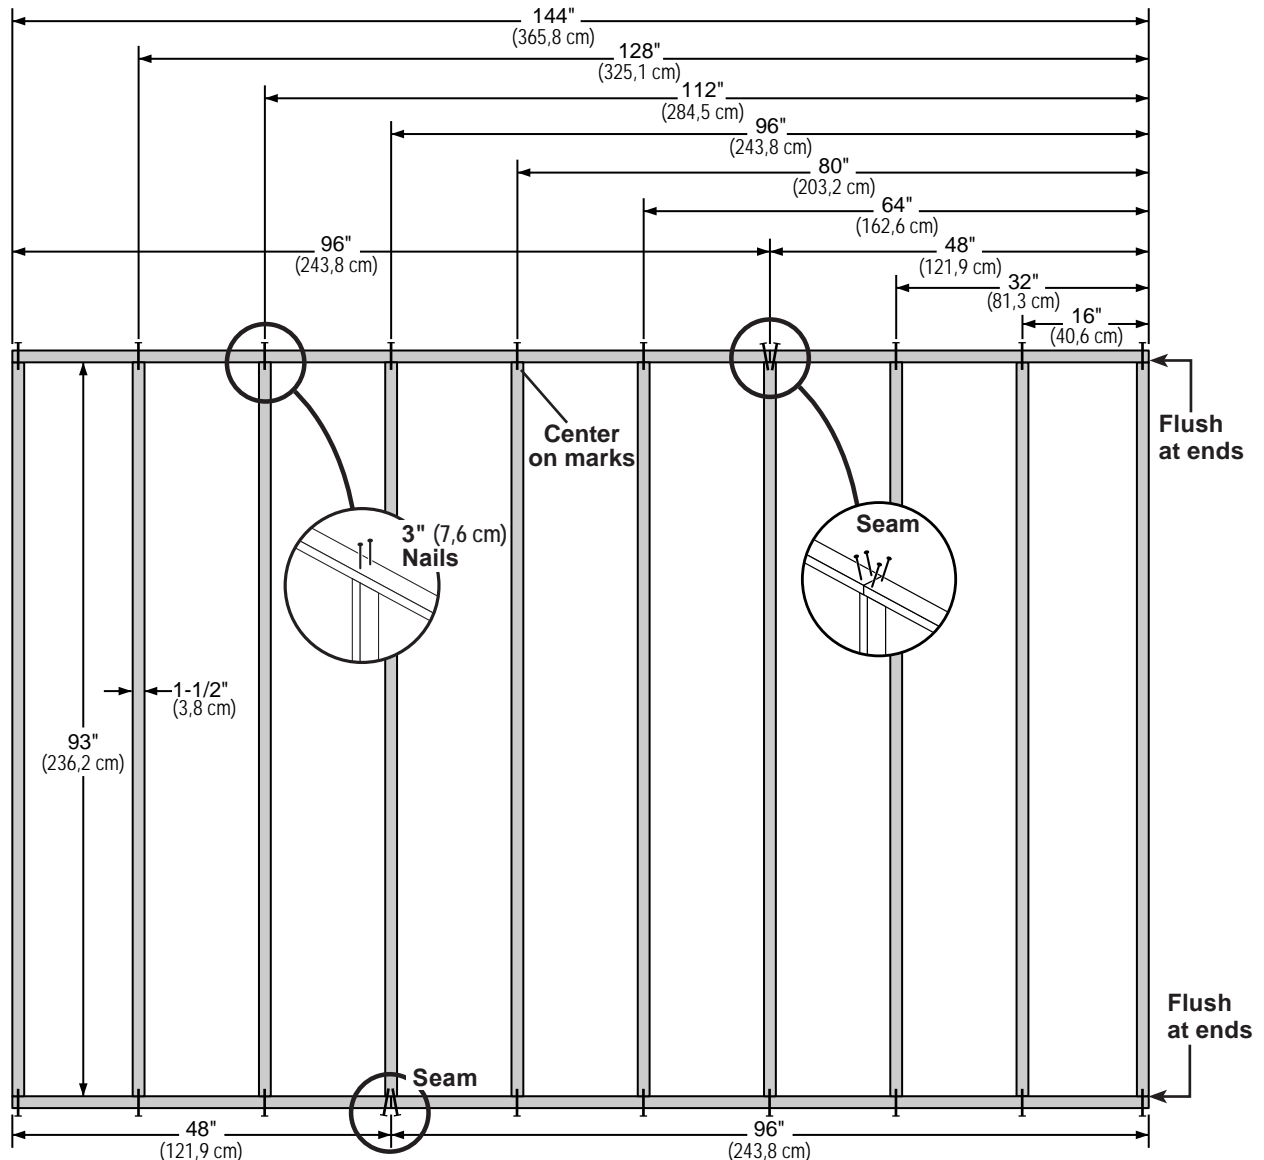 144"
(365,8 cm)
128"
(325,1 cm)
112"
(284,5 cm)
96"
(243,8 cm)
80"
(203,2 cm)
64"
(162,6 cm)
96"
(243,8 cm)
48"
(121,9 cm)
32"
(81,3 cm)
16"
(40,6 cm)
Flush
at ends
Center
on marks
3" (7,6 cm)
Nails
Seam
1-1/2"
(3,8 cm)
93"
(236,2 cm)
Flush
at ends
Seam
48"
(121,9 cm)
96"
(243,8 cm)